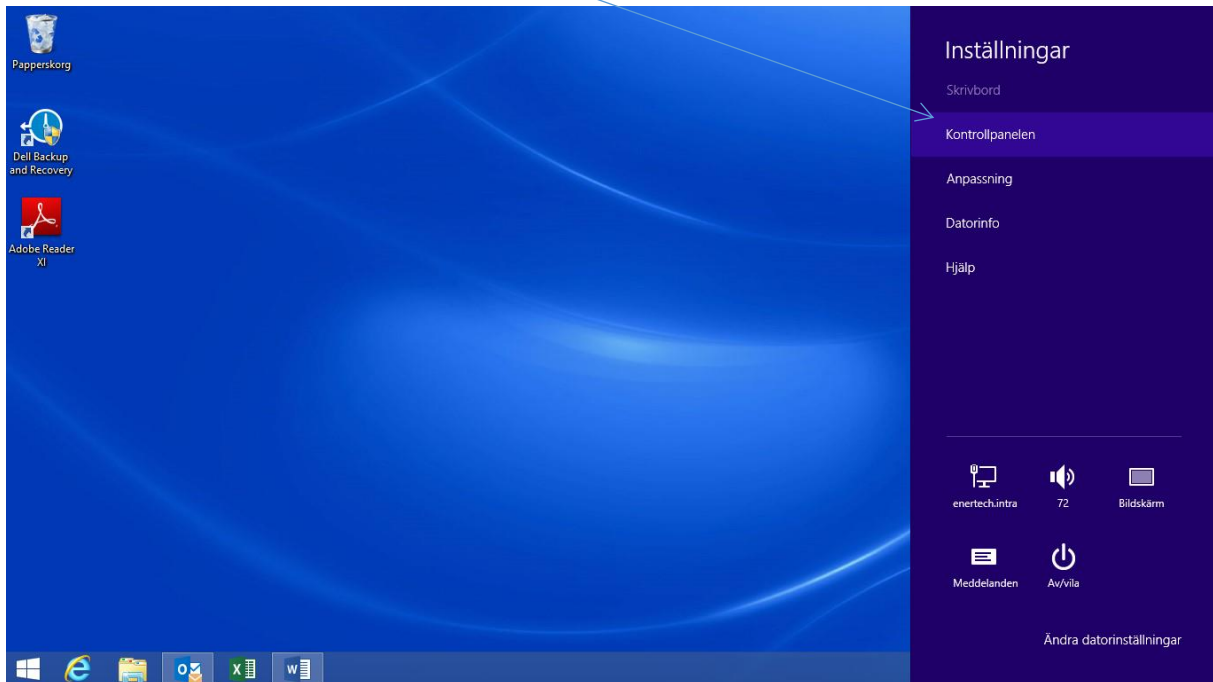 Papperskorg
Dell Backup
and Recovery
Adobe Reader
XI
Inställningar
Skrivbord
Kontrollpanelen
Anpassning
Datorinfo
Hjälp
enertech.intra
72
Bildskärm
Meddelanden
Av/vila
Ändra datorinställningar